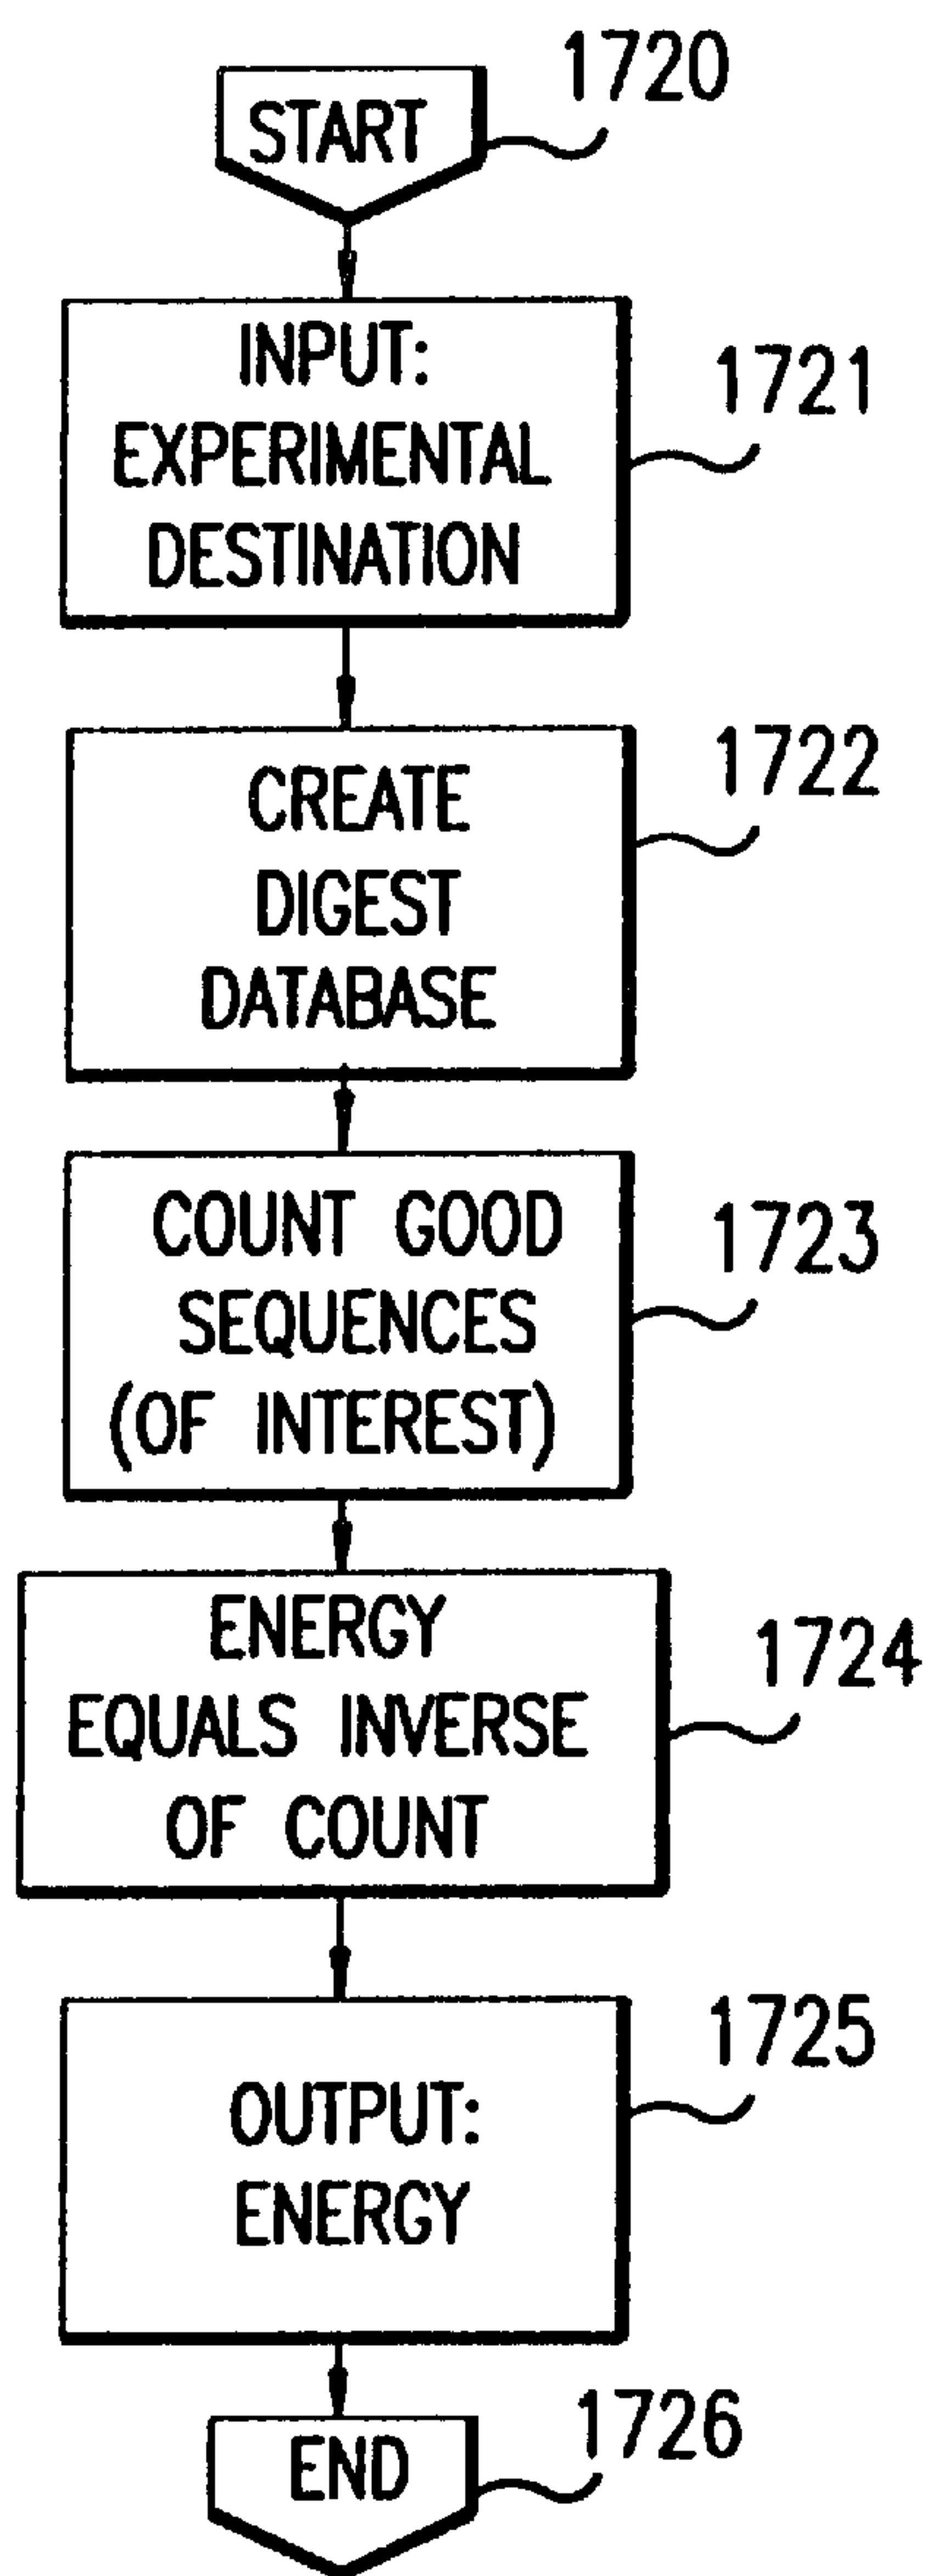 1720
START
INPUT:
EXPERIMENTAL
DESTINATION
1721
CREATE
DIGEST
DATABASE
1722
COUNT GOOD
SEQUENCES
(OF INTEREST)
1723
ENERGY
EQUALS INVERSE
OF COUNT
1724
OUTPUT:
ENERGY
1725
END
1726